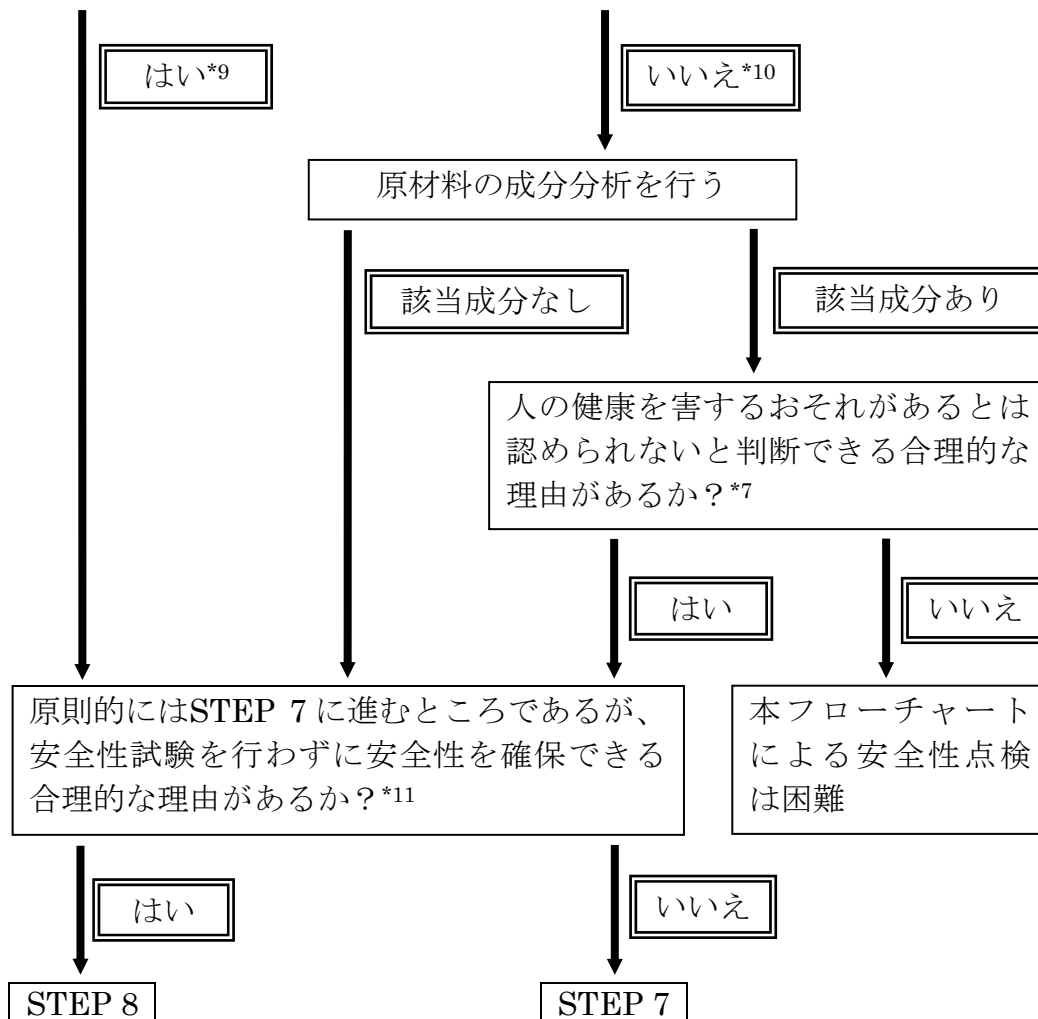 はい*9
いいえ*10
原材料の成分分析を行う
該当成分なし
該当成分あり
人の健康を害するおそれがあるとは
認められないと判断できる合理的な
理由があるか?*7
はい
いいえ
原則的にはSTEP 7 に進むところであるが、
安全性試験を行わずに安全性を確保できる
合理的な理由があるか?*11
本フローチャート
による安全性点検
は困難
はい
いいえ
STEP 8
STEP 7